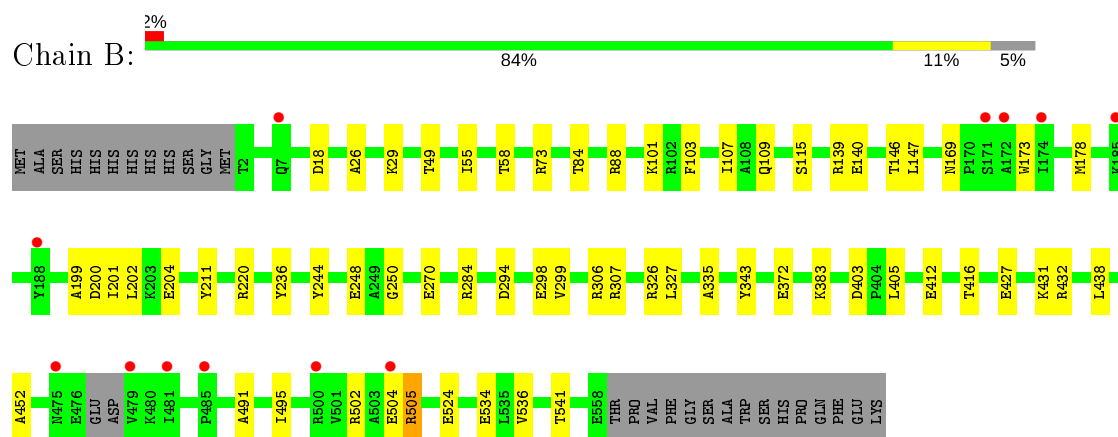 2%
Chain B:
84% 11% 5%
MET ALA SER HIS HIS HIS HIS HIS HIS SER GLY MET T2 Q7 D18 A26 K29 T49 I55 T58 R73 T84 R88 K101 R102 F103 I107 A108 Q109 S115 R139 E140 T146 L147 N169 P170 S171 A172 W173 I174 M178 K185
Y188 A199 D200 I201 L202 K203 E204 Y211 R220 Y236 Y244 E248 A249 G250 E270 R284 D294 E298 V299 R306 R307 R326 L327 A335 Y343 E372 K383 D403 P404 L405 E412 T416 E427 K431 R432 L438
A452 N475 E476 GLU ASP V479 K480 I481 P485 A491 I495 R500 V501 R502 A503 E504 R505 E524 E534 L535 V536 T541 E558 THR PRO VAL PHE GLY SER ALA TRP SER HIS PRO GLN PHE GLU LYS